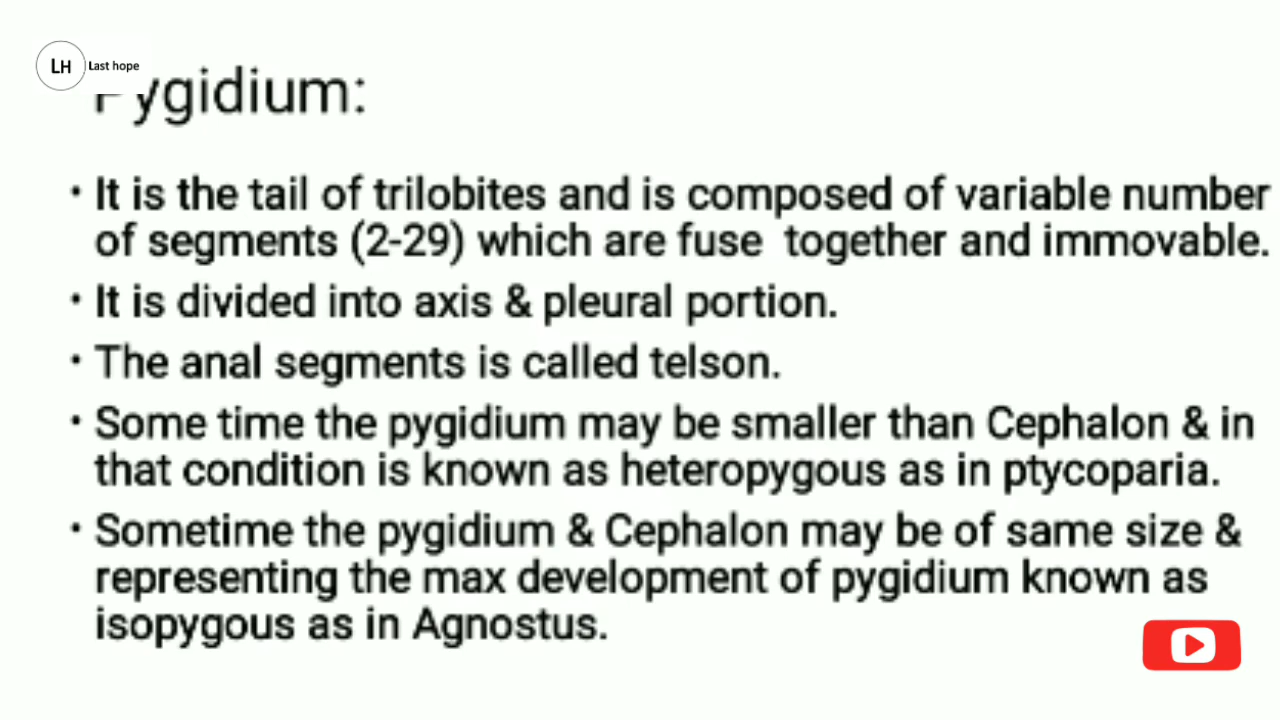 LH Last hope
Pygidium:
• It is the tail of trilobites and is composed of variable number
of segments (2-29) which are fuse together and immovable.
• It is divided into axis & pleural portion.
• The anal segments is called telson.
• Some time the pygidium may be smaller than Cephalon & in
that condition is known as heteropygous as in ptycoparia.
• Sometime the pygidium & Cephalon may be of same size &
representing the max development of pygidium known as
isopygous as in Agnostus.